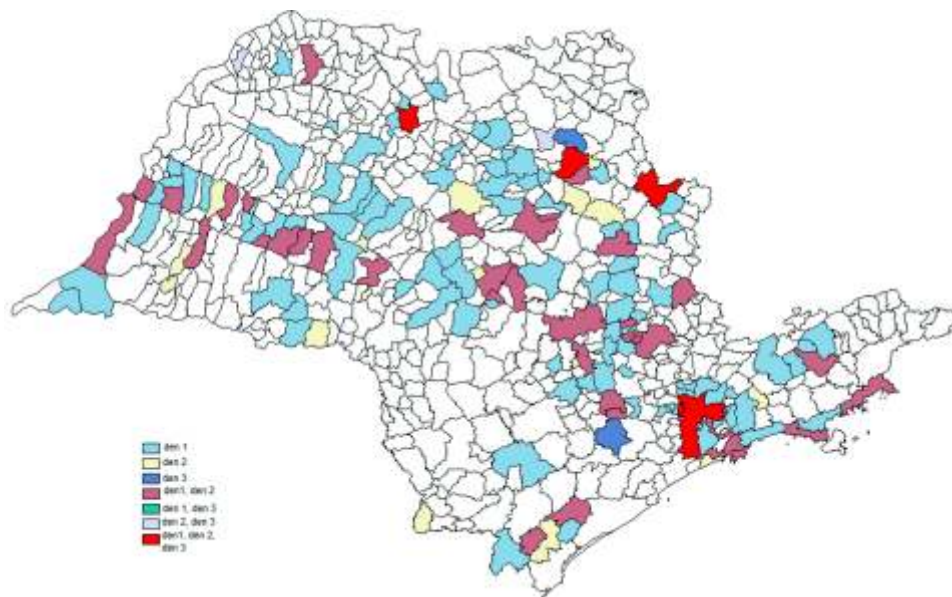 den 1
den 2
den 3
den1, den 2
den 1, den 3
den 2, den 3
den1, den 2,
den 3